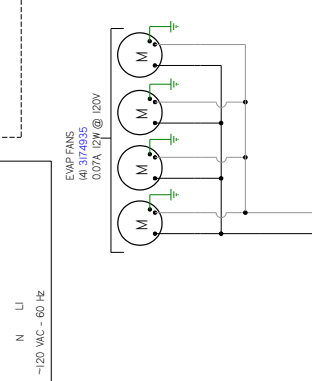 EVAP FANS
(4) 3174935
0.07A 12W @ 120V
M
M
M
M
N L1
~120 VAC - 60 Hz